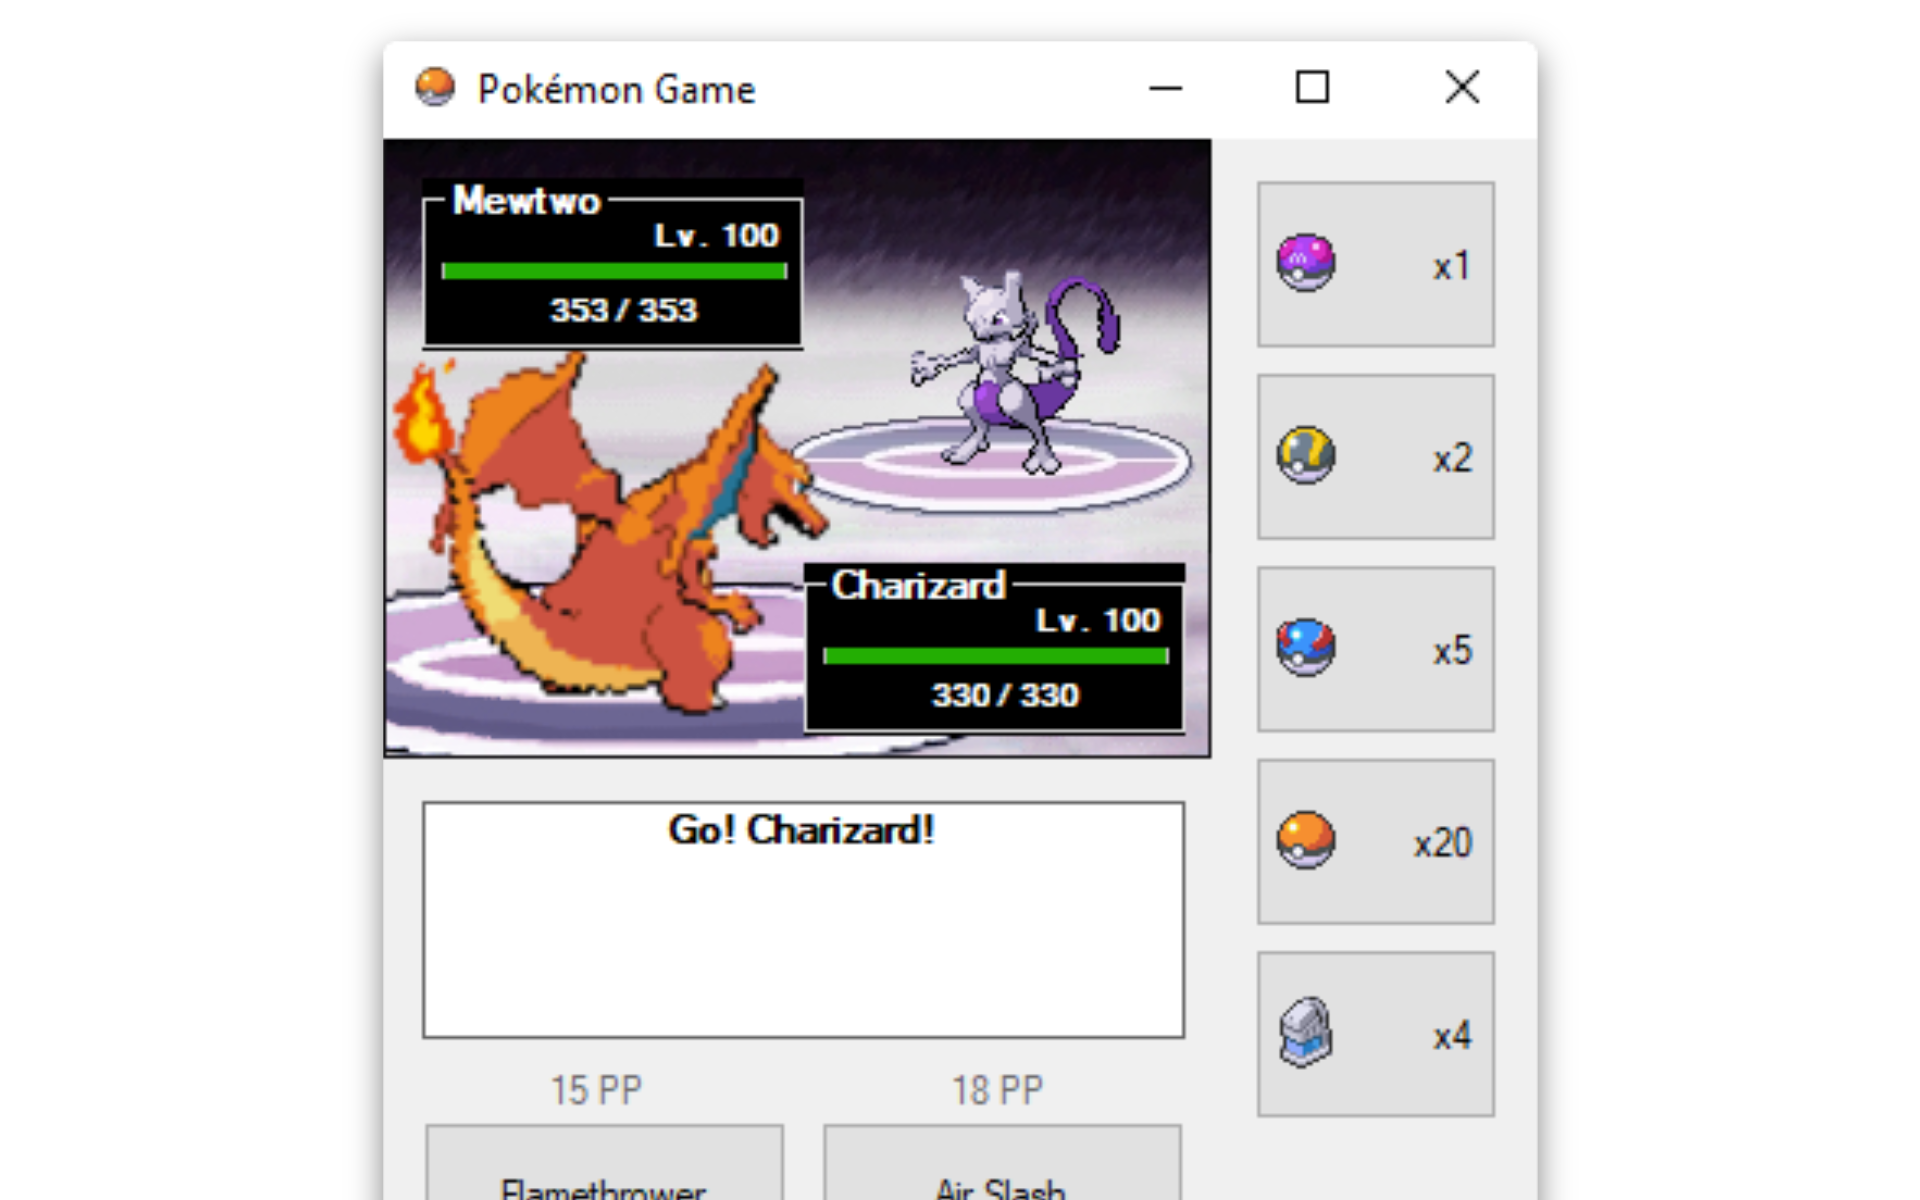 Pokémon Game
Mewtwo
Lv. 100
353 / 353
Charizard
Lv. 100
330 / 330
Go! Charizard!
15 PP
18 PP
Flamethrower
Air Slash
x1
x2
x5
x20
x4